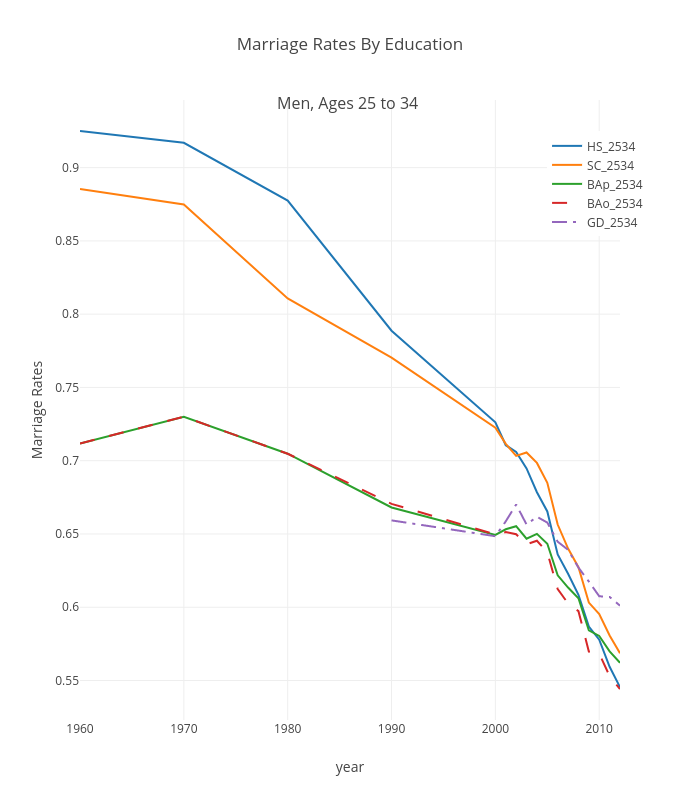 Marriage Rates By Education
Men, Ages 25 to 34
HS_2534
SC_2534
BAp_2534
BAo_2534
GD_2534
0.9
0.85
0.8
0.75
0.7
0.65
0.6
0.55
Marriage Rates
1960 1970 1980 1990 2000 2010
year